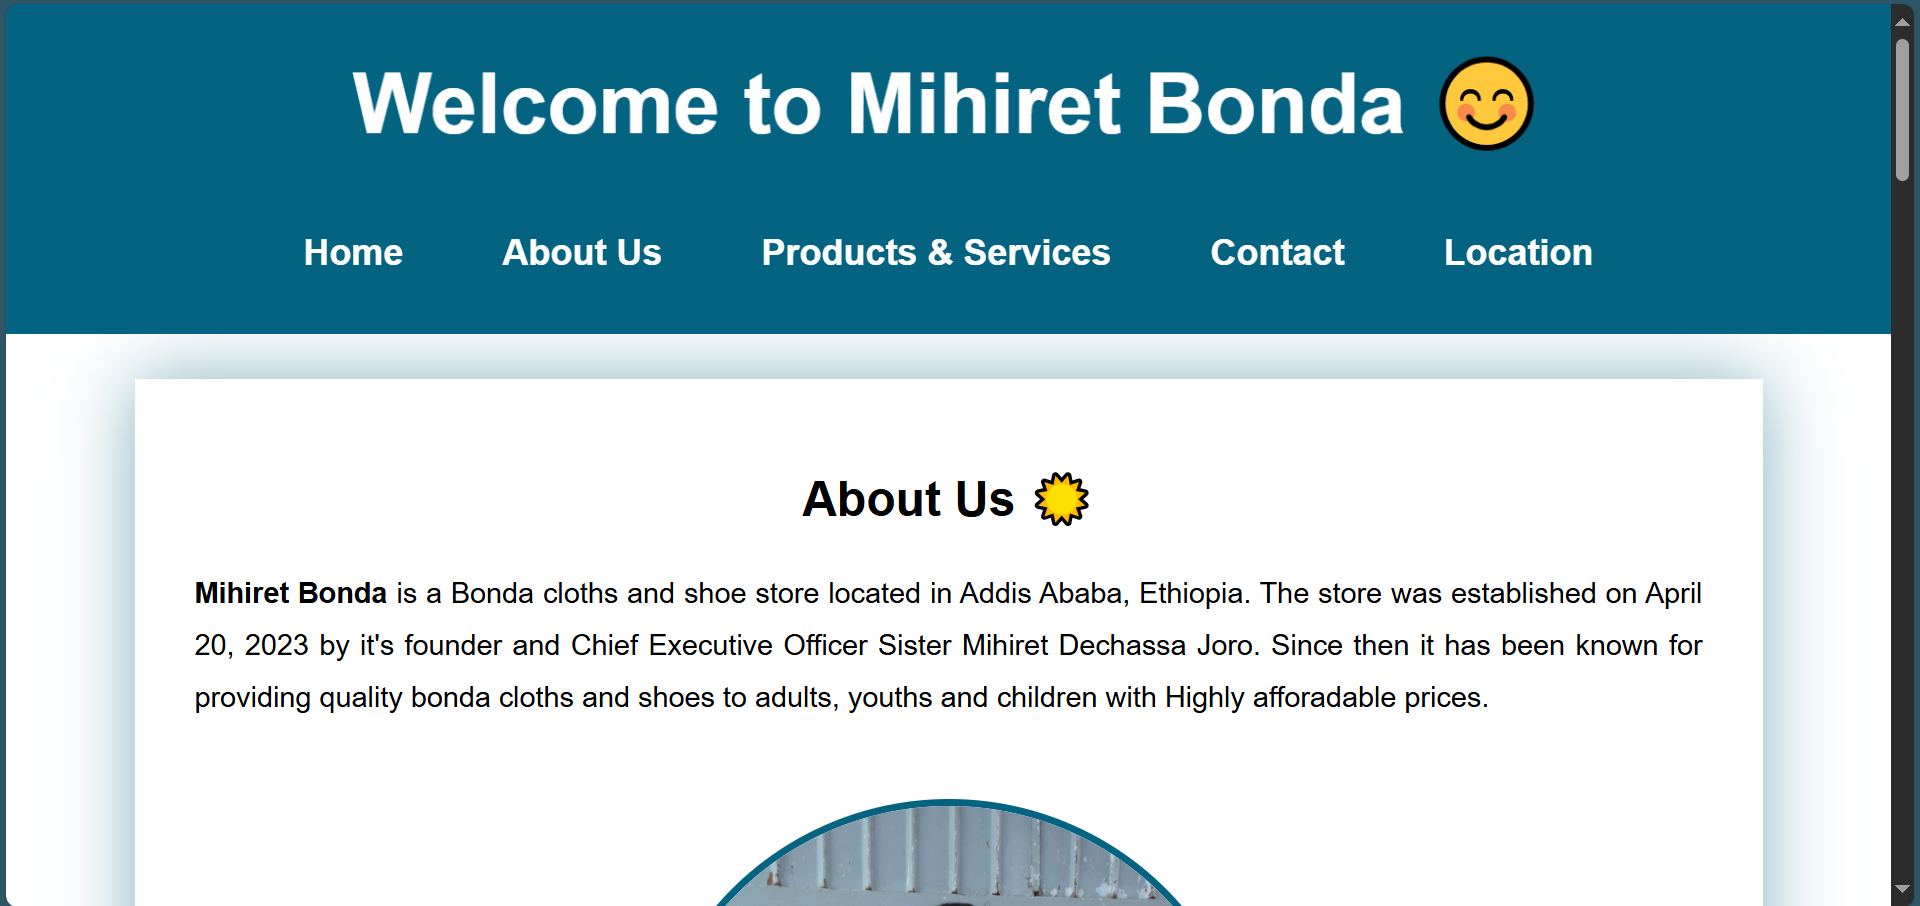 Welcome to Mihiret Bonda 😊
Home About Us Products & Services Contact Location
About Us
Mihiret Bonda is a Bonda cloths and shoe store located in Addis Ababa, Ethiopia. The store was established on April
20, 2023 by it's founder and Chief Executive Officer Sister Mihiret Dechassa Joro. Since then it has been known for
providing quality bonda cloths and shoes to adults, youths and children with Highly afforadable prices.